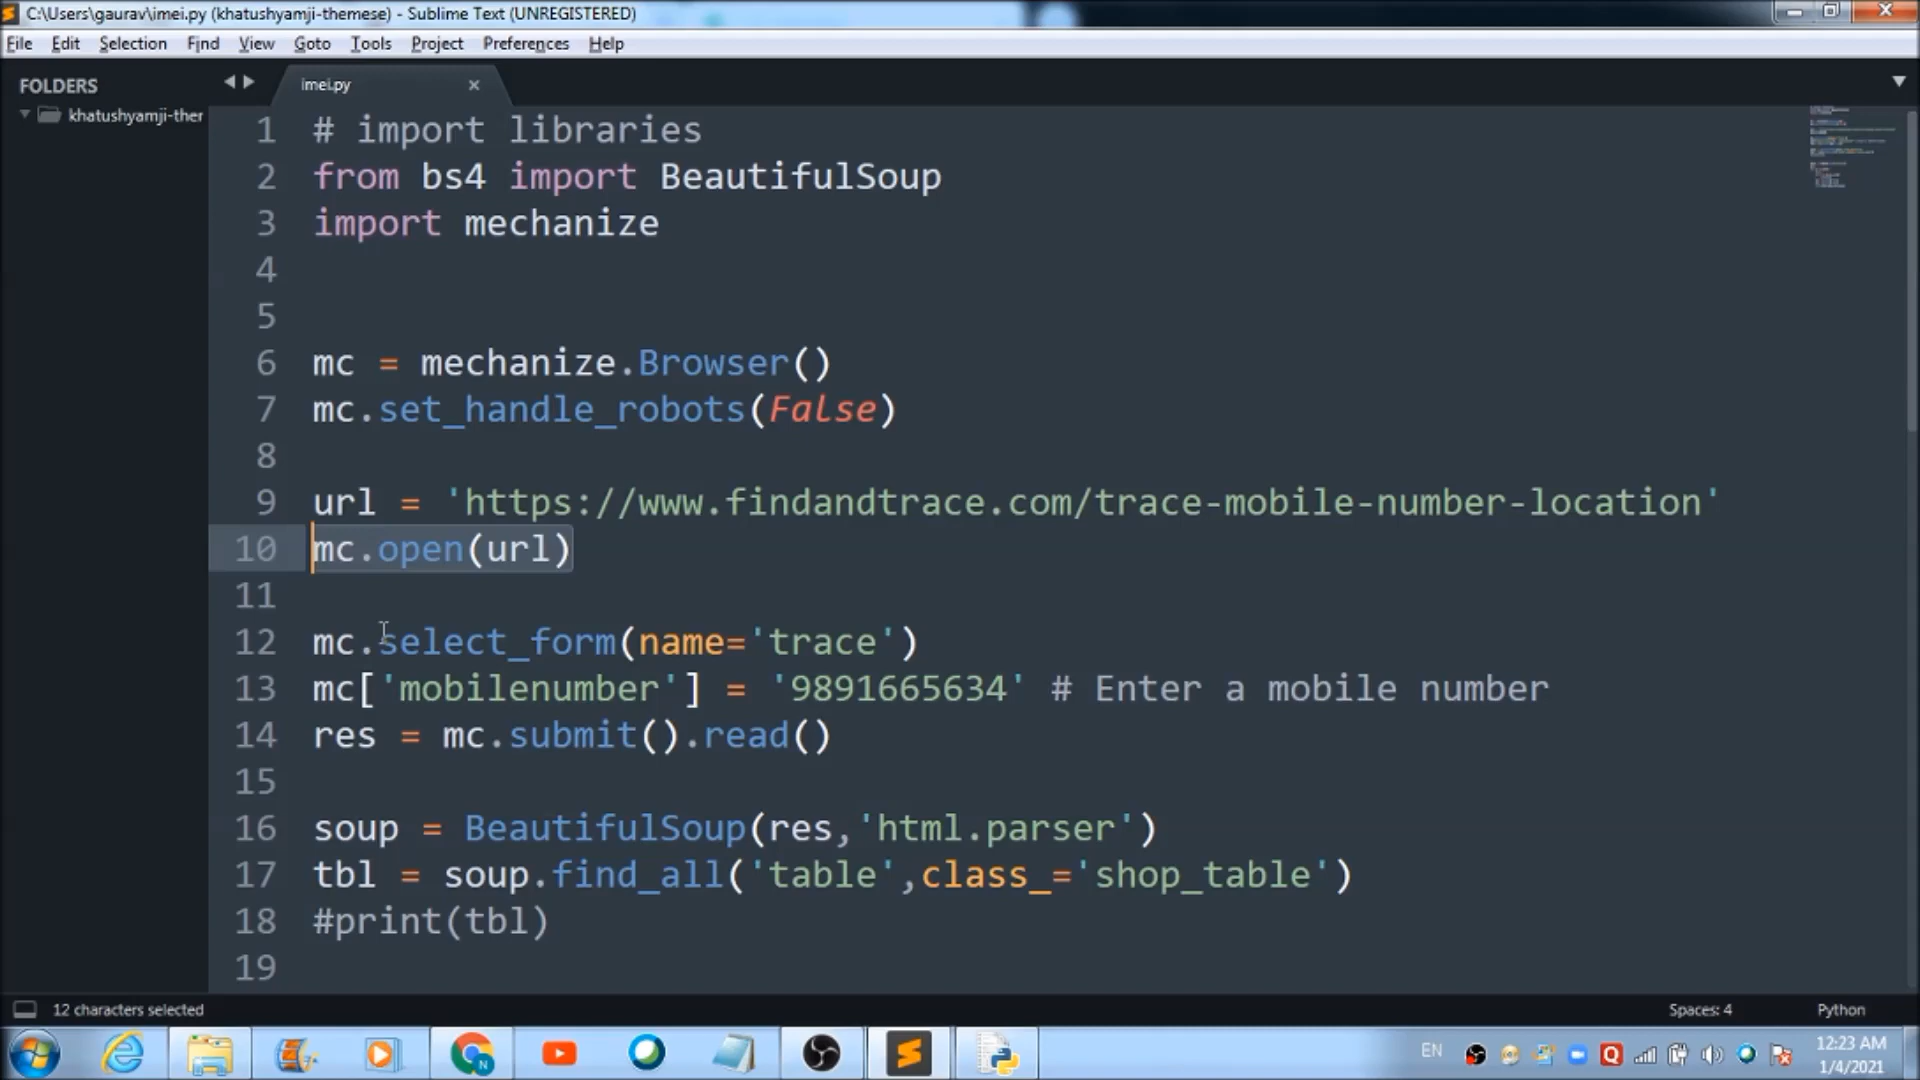 C:\Users\gaurav\imei.py (khatushyamji-themese) - Sublime Text (UNREGISTERED)
File Edit Selection Find View Goto Tools Project Preferences Help
FOLDERS
khatushyamji-ther
imei.py
1 # import libraries
2 from bs4 import BeautifulSoup
3 import mechanize
4
5
6 mc = mechanize.Browser()
7 mc.set_handle_robots(False)
8
9 url = 'https://www.findandtrace.com/trace-mobile-number-location'
10 mc.open(url)
11
12 mc.select_form(name='trace')
13 mc['mobilenumber'] = '9891665634' # Enter a mobile number
14 res = mc.submit().read()
15
16 soup = BeautifulSoup(res,'html.parser')
17 tbl = soup.find_all('table',class_='shop_table')
18 #print(tbl)
19
12 characters selected
Spaces: 4 Python
EN
12:23 AM
1/4/2021